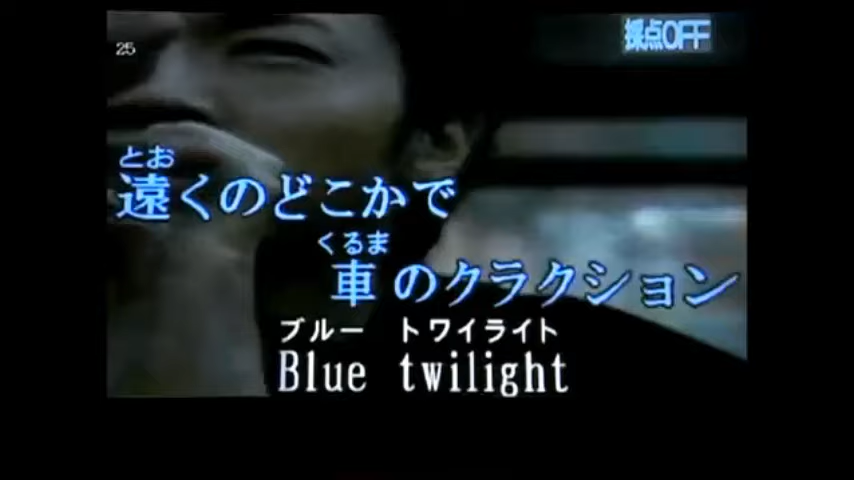 25
採点OFF
とお
遠くのどこかで
くるま
車のクラクション
ブルー トワイライト
Blue twilight